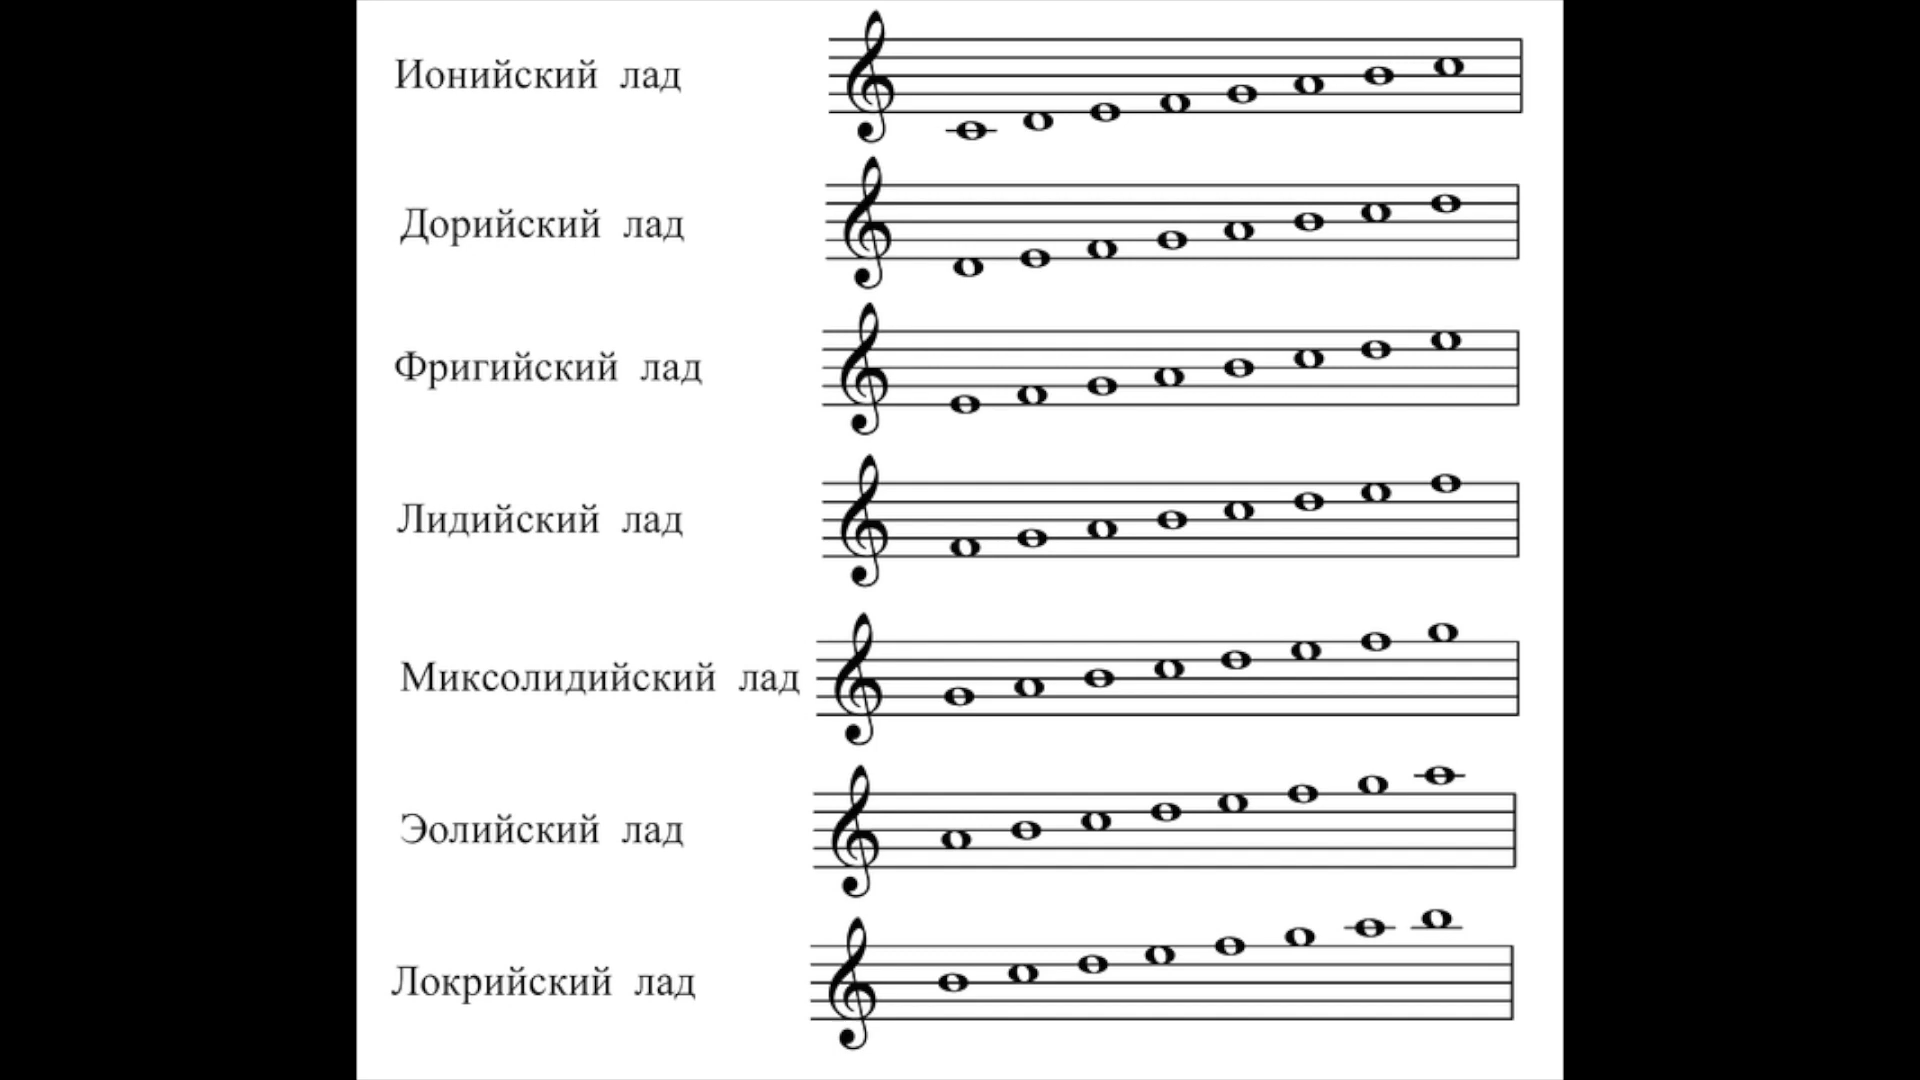 Ионийский лад
Дорийский лад
Фригийский лад
Лидийский лад
Миксолидийский лад
Эолийский лад
Локрийский лад